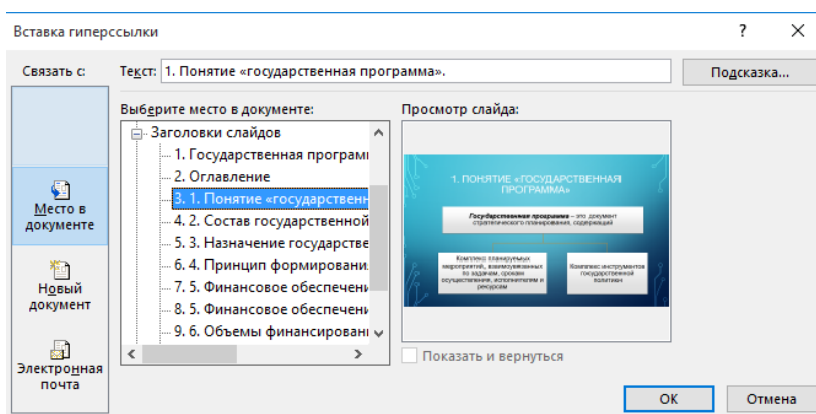 Вставка гиперссылки
?
Связать с:
Текст: 1. Понятие «государственная программа».
Подсказка...
Выберите место в документе:
Просмотр слайда:
Заголовки слайдов
1. Государственная програм
2. Оглавление
3. 1. Понятие «государственн
4. 2. Состав государственной
5. 3. Назначение государстве
6. 4. Принцип формировани
7. 5. Финансовое обеспечени
8. 5. Финансовое обеспечени
9. 6. Объемы финансирован
Место в
документе
Новый
документ
Электронная
почта
1. ПОНЯТИЕ «ГОСУДАРСТВЕННАЯ
ПРОГРАММА»
Государственная программа – это документ
стратегического планирования, содержащий
Комплекс планируемых
мероприятий, взаимоувязанных
по задачам, срокам
осуществления, исполнителям и
ресурсам
Комплекс инструментов
государственной
политики
Показать и вернуться
ОК
Отмена